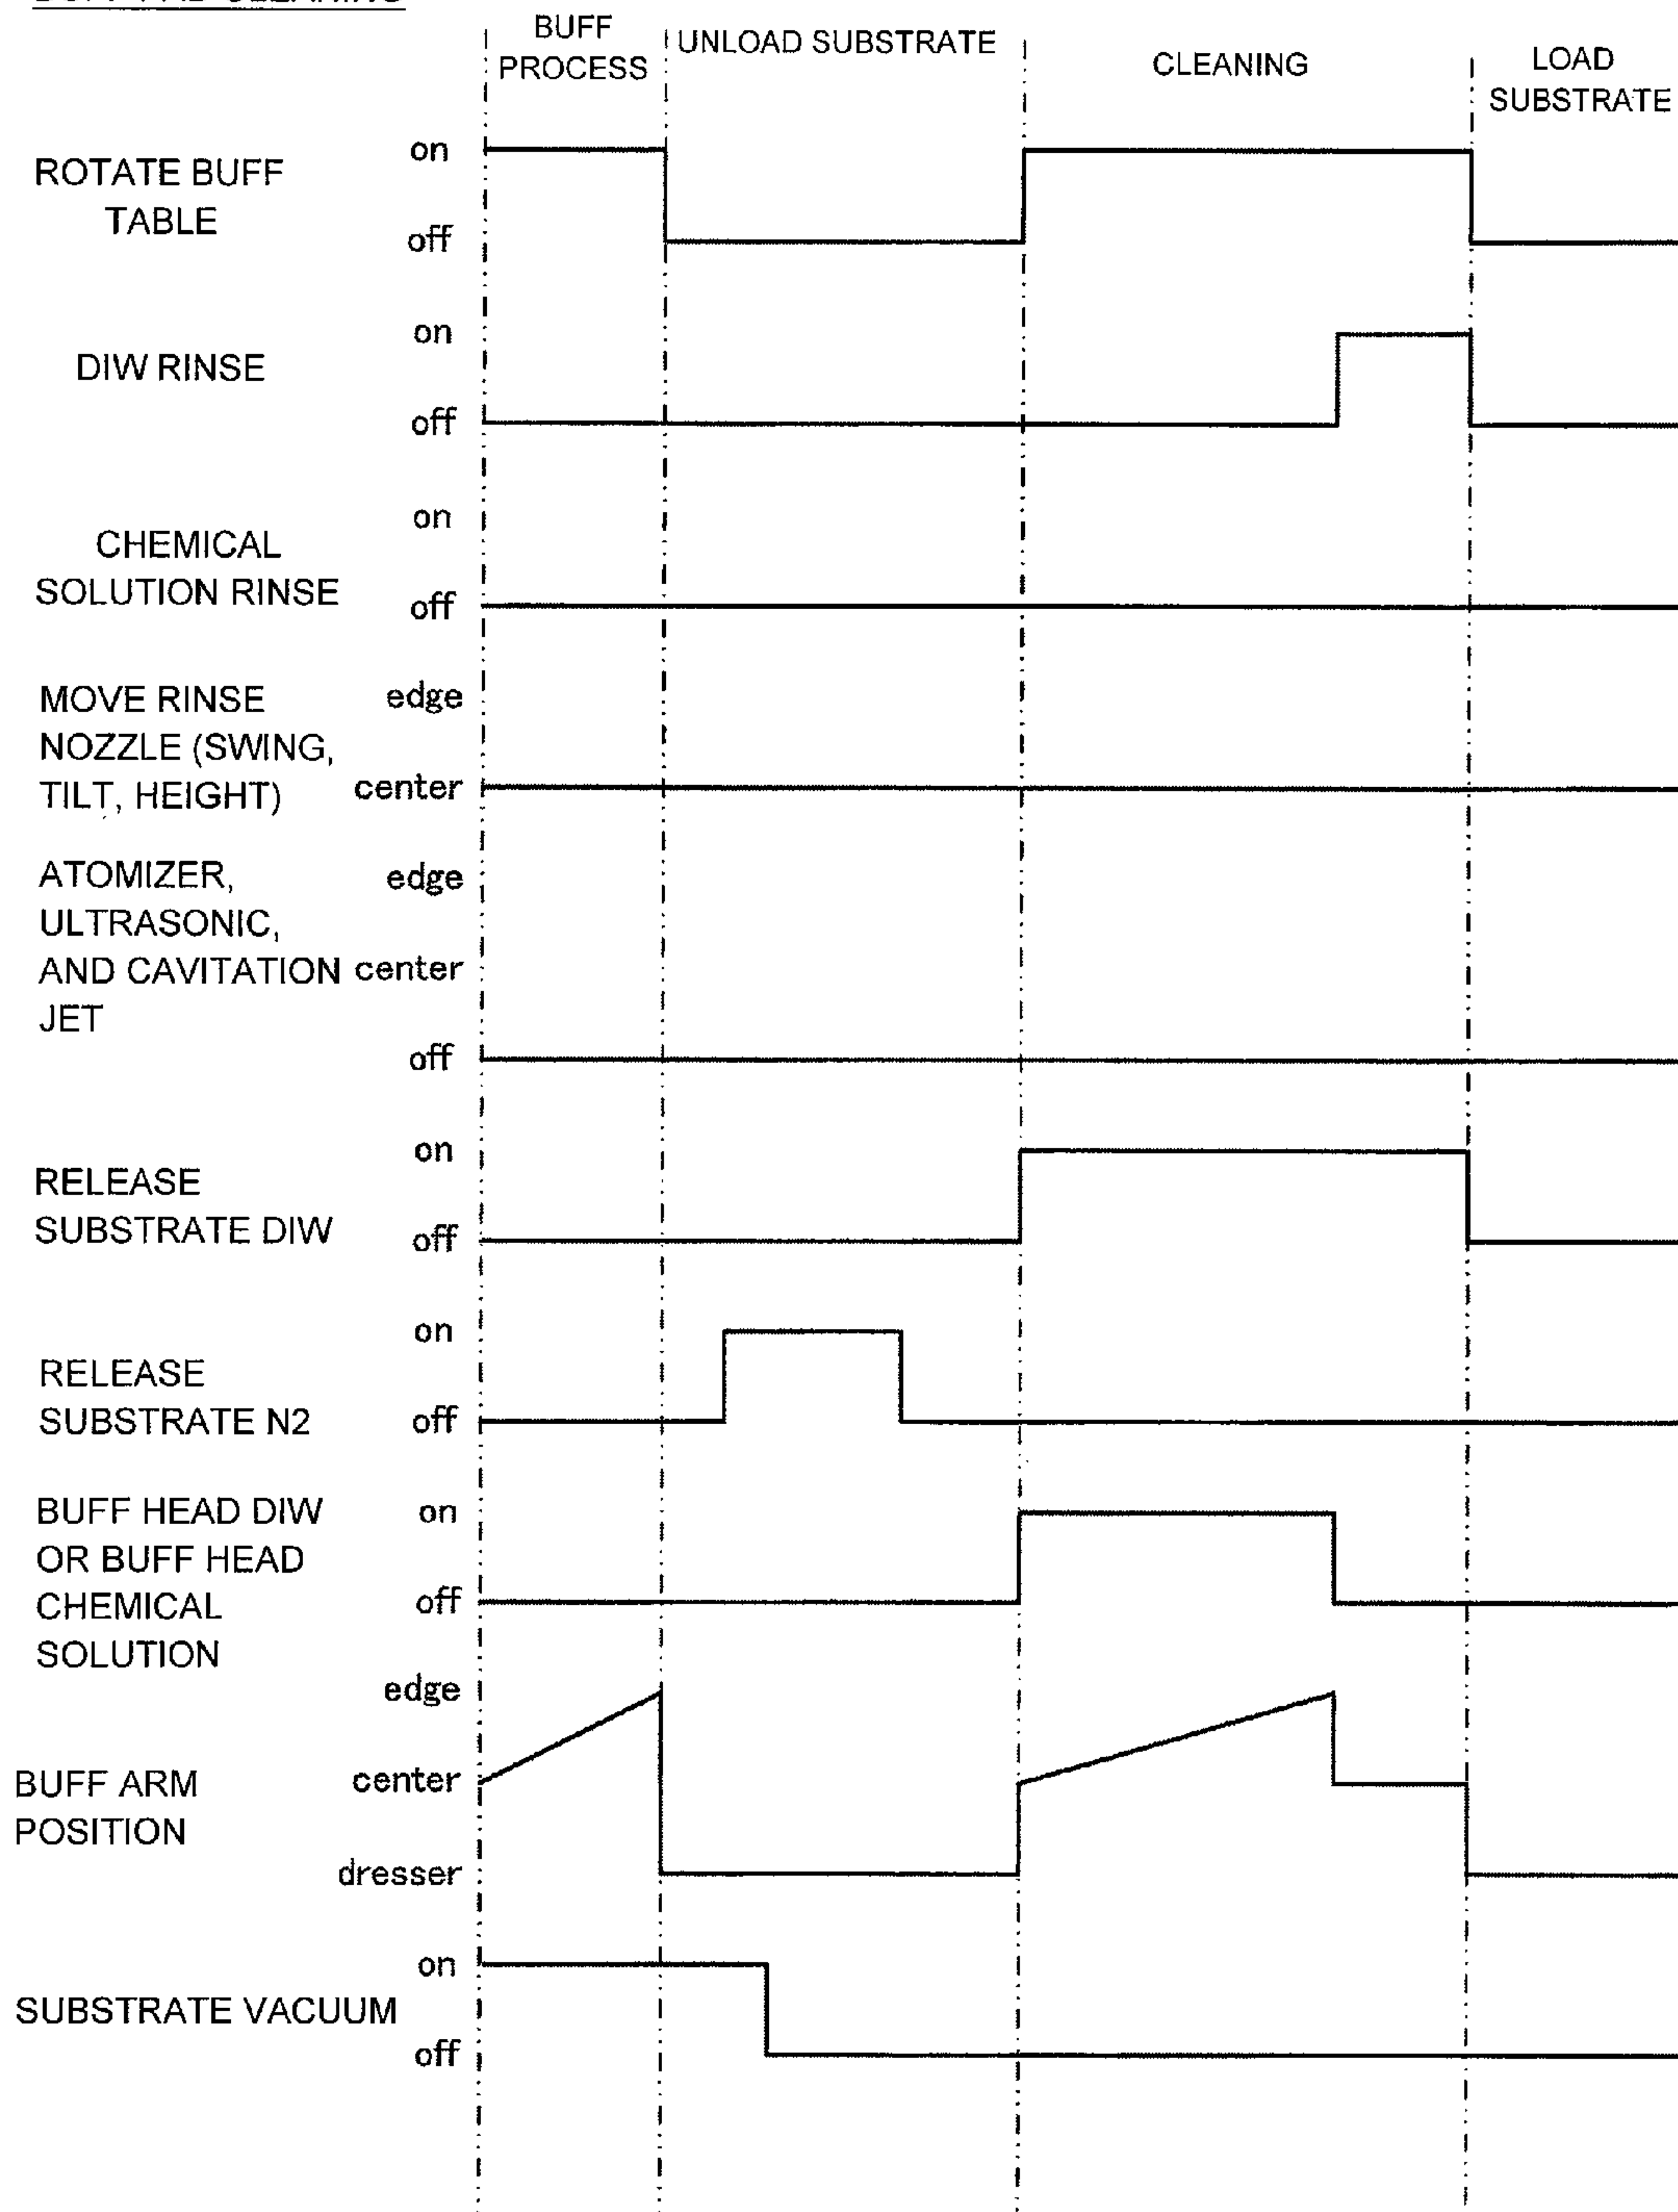 BUFF
PROCESS
UNLOAD SUBSTRATE
CLEANING
LOAD
SUBSTRATE
ROTATE BUFF
TABLE
on
off
DIW RINSE
on
off
CHEMICAL
SOLUTION RINSE
on
off
MOVE RINSE
NOZZLE (SWING,
TILT, HEIGHT)
edge
center
ATOMIZER,
ULTRASONIC,
AND CAVITATION
JET
edge
center
off
RELEASE
SUBSTRATE DIW
on
off
RELEASE
SUBSTRATE N2
on
off
BUFF HEAD DIW
OR BUFF HEAD
CHEMICAL
SOLUTION
on
off
BUFF ARM
POSITION
edge
center
dresser
SUBSTRATE VACUUM
on
off